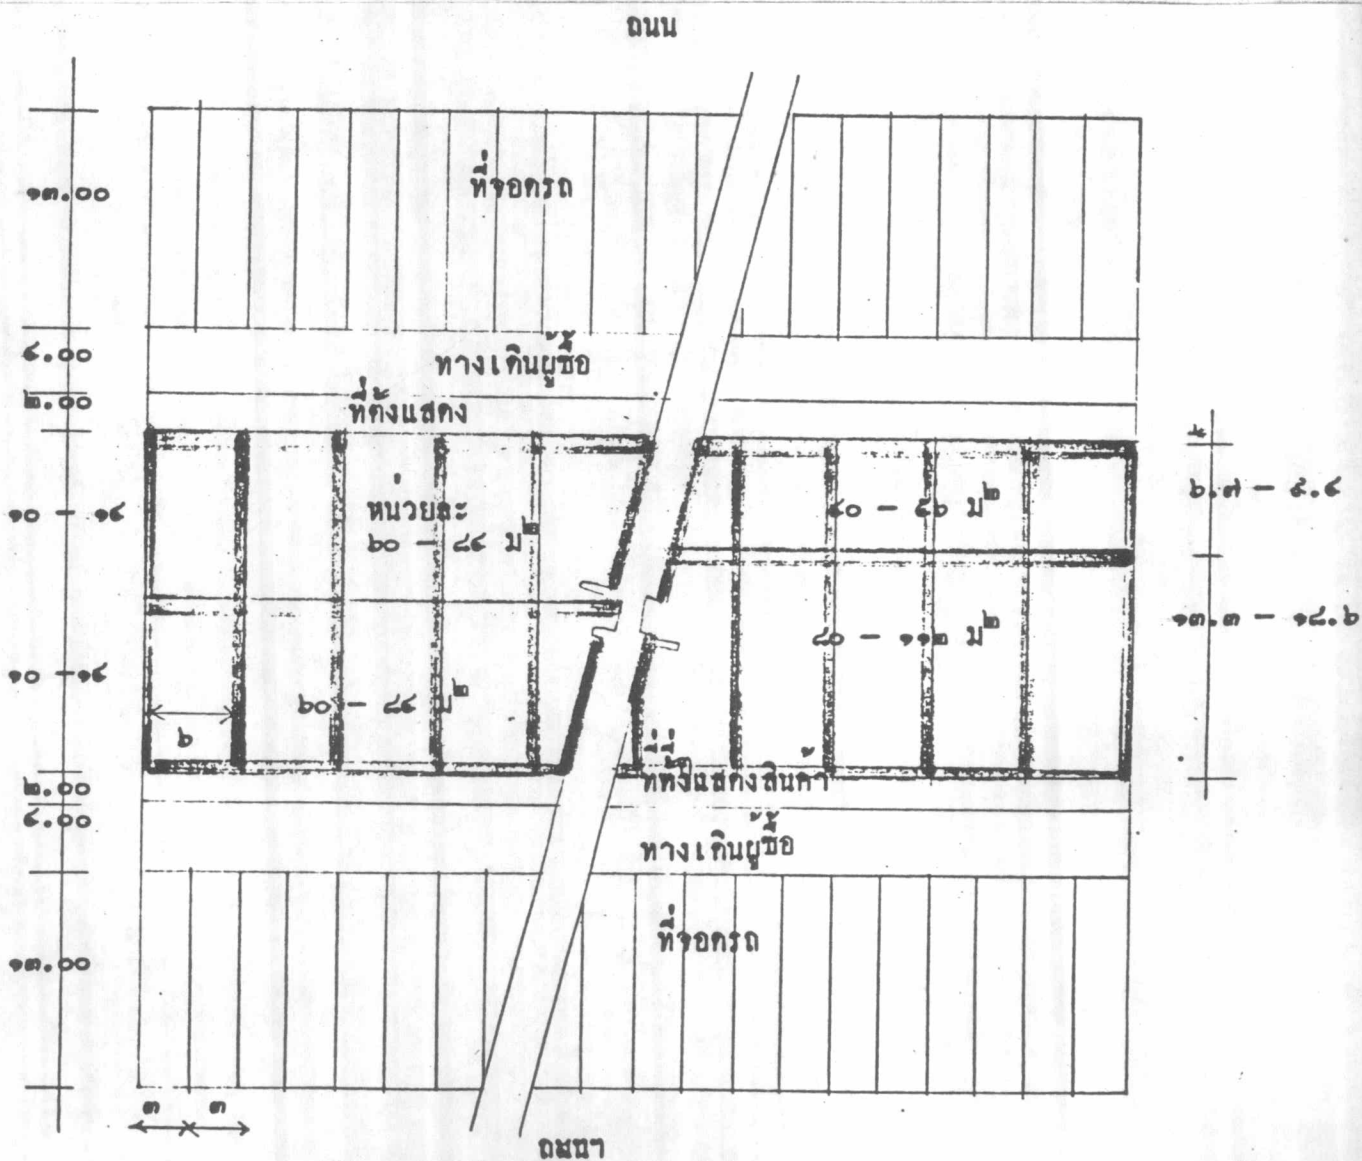 ถนน
๑๓.๐๐
ที่จอดรถ
๔.๐๐
ทางเดินผู้ซื้อ
๒.๐๐
ที่ตั้งแสดง
๑๐ - ๑๔
หน่วยละ
๖๐ - ๘๔ ม๒
๔๐ - ๕๖ ม๒
๖.๗ - ๙.๔
๘๐ - ๑๑๒ ม๒
๑๓.๓ - ๑๘.๖
๑๐ - ๑๔
๖๐ - ๘๔ ม๒
๖
๒.๐๐
ที่ตั้งแสดงสินค้า
๔.๐๐
ทางเดินผู้ซื้อ
๑๓.๐๐
ที่จอดรถ
๓ ๓